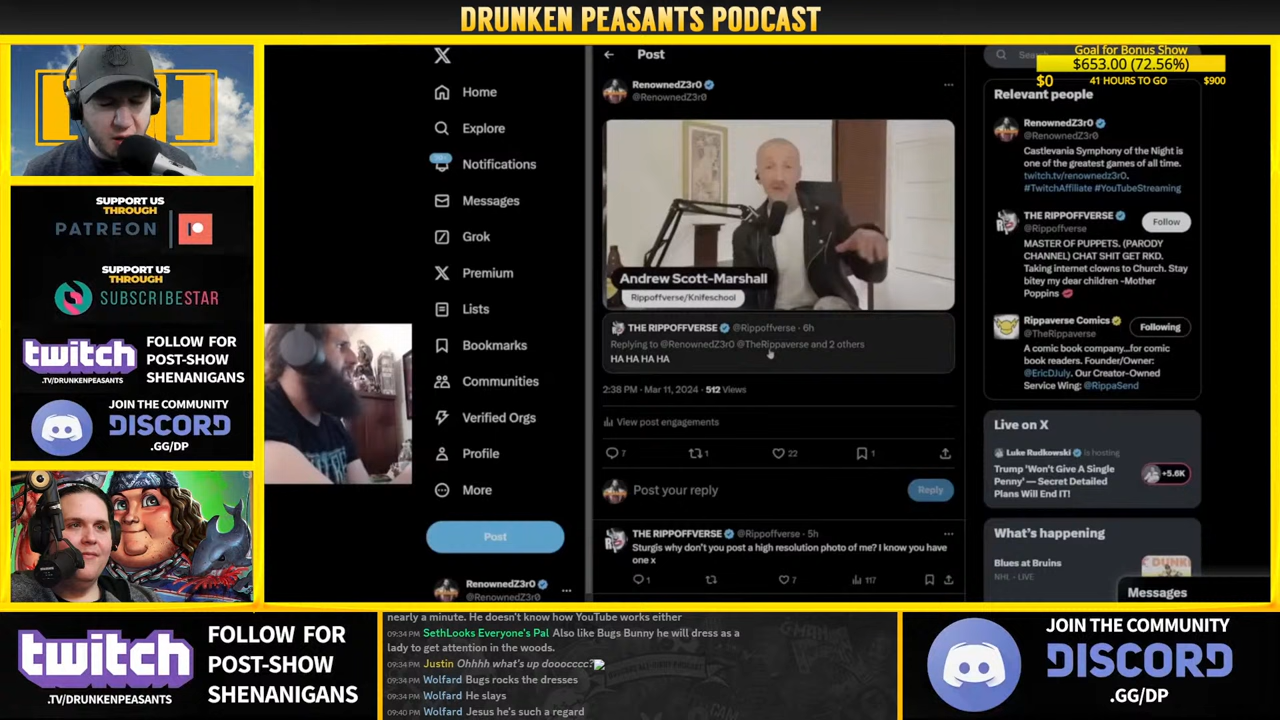 DRUNKEN PEASANTS PODCAST
SUPPORT US
THROUGH
PATREON
SUPPORT US
THROUGH
SUBSCRIBESTAR
twitch
.TV/DRUNKENPEASANTS
FOLLOW FOR
POST-SHOW
SHENANIGANS
JOIN THE COMMUNITY
DISCORD
.GG/DP
X
Home
Explore
Notifications
Messages
Grok
Premium
Lists
Bookmarks
Communities
Verified Orgs
Profile
More
Post
RenownedZ3r0
Post
RenownedZ3r0
@RenownedZ3r0
Andrew Scott-Marshall
Rippoffverse/Knifeschool
THE RIPPOFFVERSE @Rippoffverse · 6h
Replying to @RenownedZ3r0 @TheRippaverse and 2 others
HA HA HA HA
2:38 PM · Mar 11, 2024 · 512 Views
View post engagements
7 1 22 1
Post your reply
Reply
THE RIPPOFFVERSE @Rippoffverse · 5h
Sturgis why don't you post a high resolution photo of me? I know you have
one x
1 7 117
Goal for Bonus Show
$653.00 (72.56%)
$0 41 HOURS TO GO $900
Relevant people
RenownedZ3r0
@RenownedZ3r0
Castlevania Symphony of the Night is
one of the greatest games of all time.
twitch.tv/renownedz3r0.
#TwitchAffiliate #YouTubeStreaming
THE RIPPOFFVERSE
@Rippoffverse
Follow
MASTER OF PUPPETS. (PARODY
CHANNEL) CHAT SHIT GET RKD.
Taking internet clowns to Church. Stay
bitey my dear children -Mother
Poppins
Rippaverse Comics
@TheRippaverse
Following
A comic book company...for comic
book readers. Founder/Owner:
@EricDJuly. Our Creator-Owned
Service Wing: @RippaSend
Live on X
Luke Rudkowski is hosting
Trump 'Won't Give A Single
Penny' — Secret Detailed
Plans Will END IT!
+5.6K
What's happening
Blues at Bruins
NHL · LIVE
Messages
twitch
.TV/DRUNKENPEASANTS
FOLLOW FOR
POST-SHOW
SHENANIGANS
nearly a minute. He doesn't know how YouTube works either
09:34 PM SethLooks Everyone's Pal Also like Bugs Bunny he will dress as a
lady to get attention in the woods.
09:34 PM Justin Ohhhh what's up doooccccc?
09:34 PM Wolfard Bugs rocks the dresses
09:34 PM Wolfard He slays
09:40 PM Wolfard Jesus he's such a regard
JOIN THE COMMUNITY
DISCORD
.GG/DP